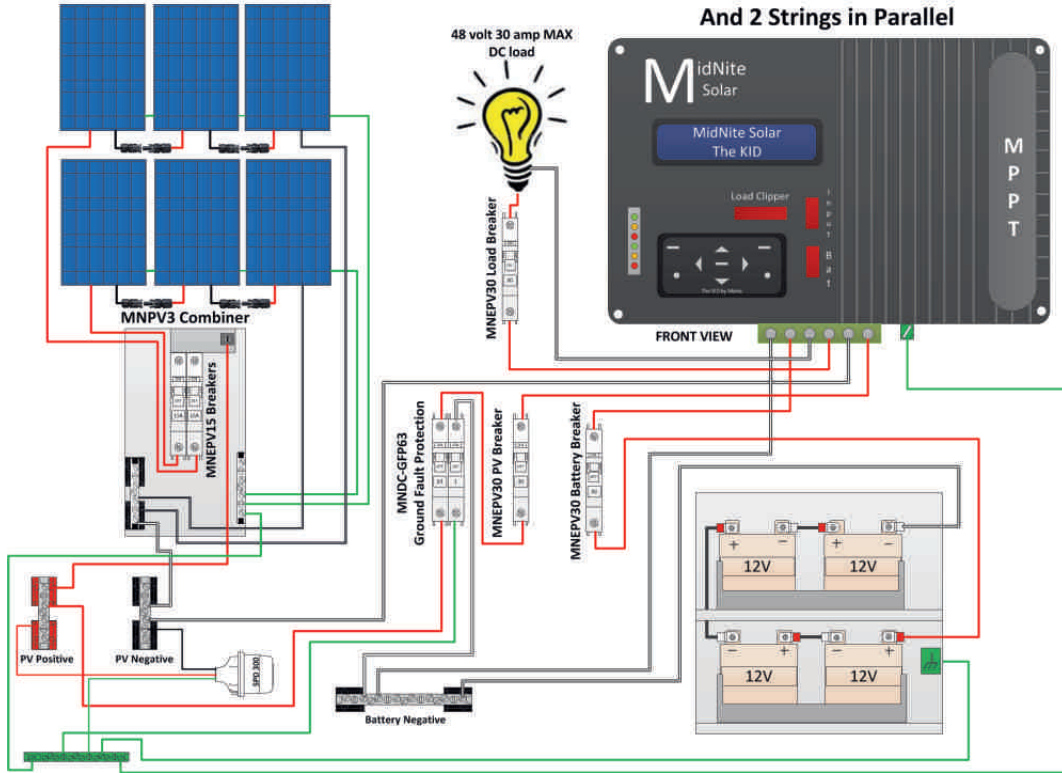 And 2 Strings in Parallel
48 volt 30 amp MAX
DC load
MidNite
Solar
MidNite Solar
The KID
MPPT
Load Clipper
Input
Bat
MNEPV30 Load Breaker
FRONT VIEW
MNPV3 Combiner
MNEPV15 Breakers
MNDC-GFP63
Ground Fault Protection
MNEPV30 PV Breaker
MNEPV30 Battery Breaker
+
-
+
-
12V
12V
-
+
-
+
12V
12V
PV Positive
PV Negative
SPD 300
Battery Negative